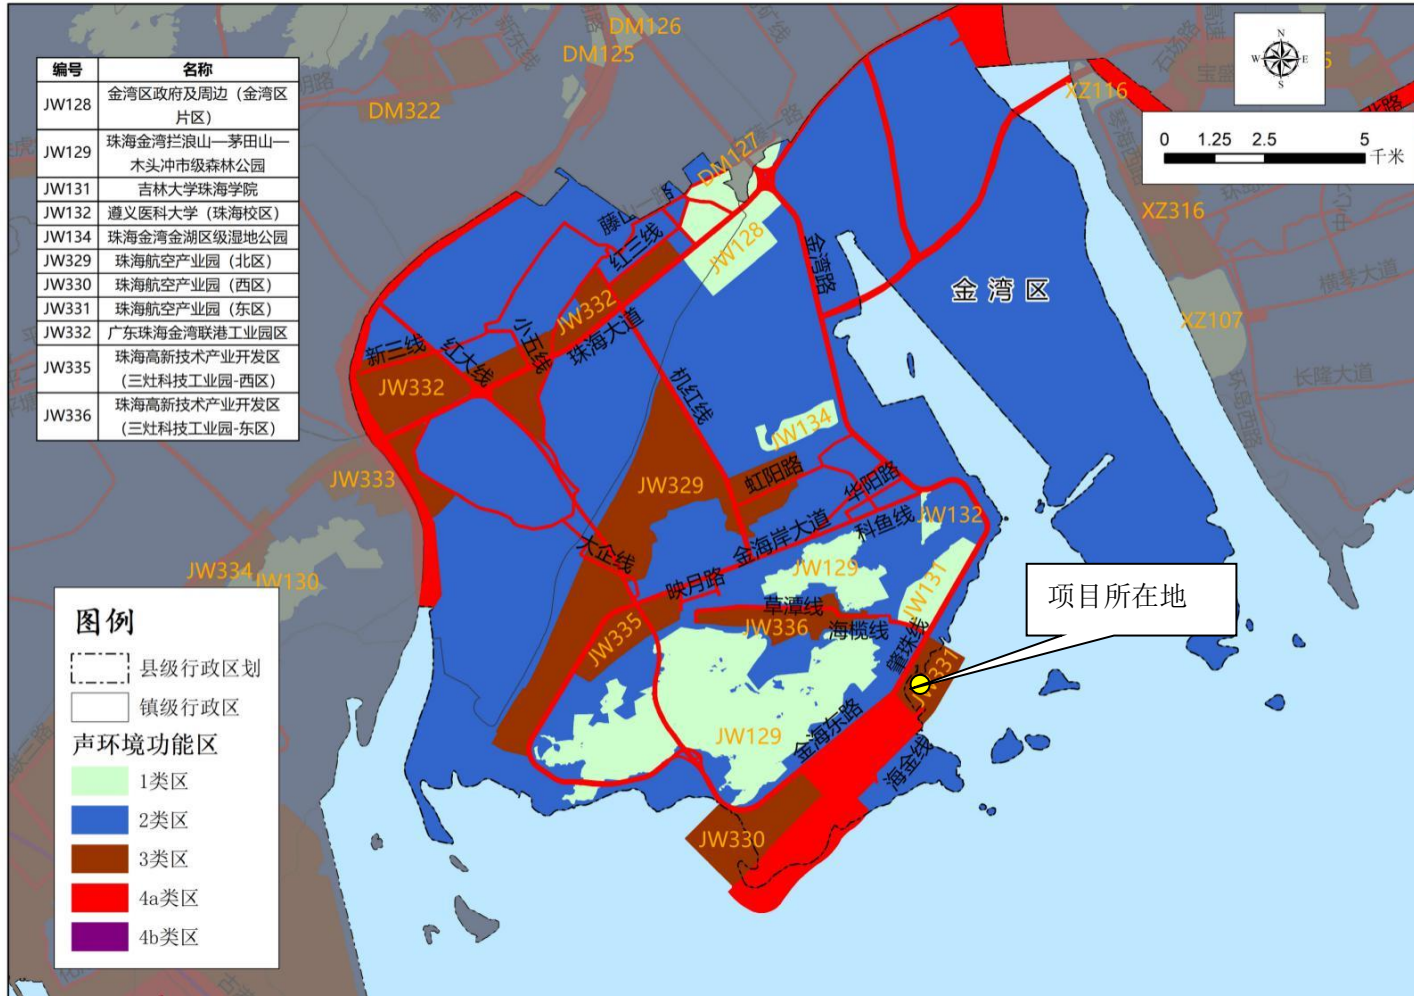 编号 名称
JW128 金湾区政府及周边（金湾区
片区）
JW129 珠海金湾拦浪山—茅田山—
木头冲市级森林公园
JW131 吉林大学珠海学院
JW132 遵义医科大学（珠海校区）
JW134 珠海金湾金湖区级湿地公园
JW329 珠海航空产业园（北区）
JW330 珠海航空产业园（西区）
JW331 珠海航空产业园（东区）
JW332 广东珠海金湾联港工业园区
JW335 珠海高新技术产业开发区
（三灶科技工业园-西区）
JW336 珠海高新技术产业开发区
（三灶科技工业园-东区）
DM126
DM125
DM322
DM127
XZ116
N
W E
S
0 1.25 2.5 5 千米
XZ316
XZ107
石场路
琴海西路
环岛西路
横琴大道
长隆大道
金湾区
金湾路
红三线
JW128
JW332
珠海大道
小五线
新三线
红大线
JW332
机红线
JW134
JW333
JW329
虹阳路
华阳路
科鱼线
JW132
金海岸大道
大企线
映月路
JW129
JW131
JW334
JW130
草潭线
JW336
海榄线
JW335
肇珠线
JW331
项目所在地
JW129
金海东路
海金线
JW330
图例
县级行政区划
镇级行政区
声环境功能区
1类区
2类区
3类区
4a类区
4b类区